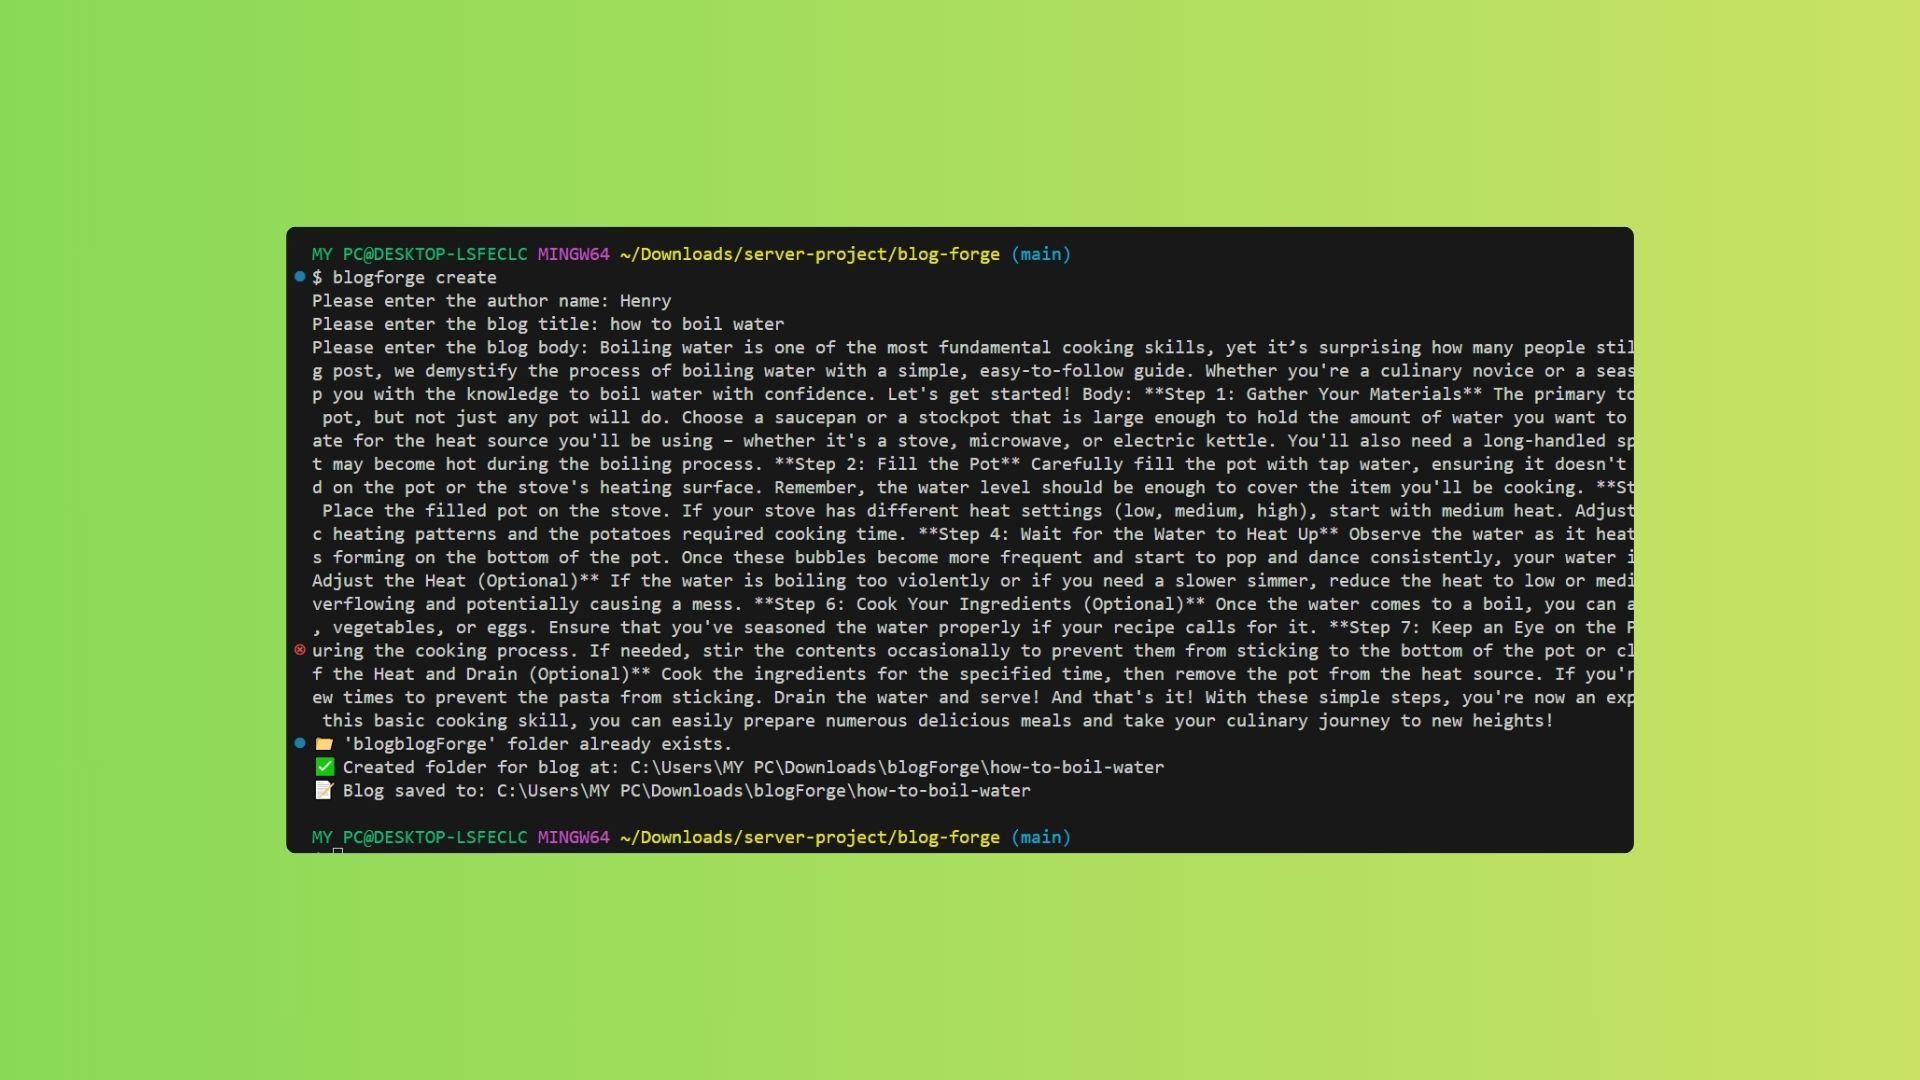 MY PC@DESKTOP-LSFECLC MINGW64 ~/Downloads/server-project/blog-forge (main)
$ blogforge create
Please enter the author name: Henry
Please enter the blog title: how to boil water
Please enter the blog body: Boiling water is one of the most fundamental cooking skills, yet it’s surprising how many people stil
g post, we demystify the process of boiling water with a simple, easy-to-follow guide. Whether you're a culinary novice or a seas
p you with the knowledge to boil water with confidence. Let's get started! Body: **Step 1: Gather Your Materials** The primary to
pot, but not just any pot will do. Choose a saucepan or a stockpot that is large enough to hold the amount of water you want to
ate for the heat source you'll be using – whether it's a stove, microwave, or electric kettle. You'll also need a long-handled sp
t may become hot during the boiling process. **Step 2: Fill the Pot** Carefully fill the pot with tap water, ensuring it doesn't
d on the pot or the stove's heating surface. Remember, the water level should be enough to cover the item you'll be cooking. **St
Place the filled pot on the stove. If your stove has different heat settings (low, medium, high), start with medium heat. Adjust
c heating patterns and the potatoes required cooking time. **Step 4: Wait for the Water to Heat Up** Observe the water as it heat
s forming on the bottom of the pot. Once these bubbles become more frequent and start to pop and dance consistently, your water i
Adjust the Heat (Optional)** If the water is boiling too violently or if you need a slower simmer, reduce the heat to low or medi
verflowing and potentially causing a mess. **Step 6: Cook Your Ingredients (Optional)** Once the water comes to a boil, you can a
, vegetables, or eggs. Ensure that you've seasoned the water properly if your recipe calls for it. **Step 7: Keep an Eye on the P
uring the cooking process. If needed, stir the contents occasionally to prevent them from sticking to the bottom of the pot or cl
f the Heat and Drain (Optional)** Cook the ingredients for the specified time, then remove the pot from the heat source. If you'r
ew times to prevent the pasta from sticking. Drain the water and serve! And that's it! With these simple steps, you're now an exp
this basic cooking skill, you can easily prepare numerous delicious meals and take your culinary journey to new heights!
'blogblogForge' folder already exists.
Created folder for blog at: C:\Users\MY PC\Downloads\blogForge\how-to-boil-water
Blog saved to: C:\Users\MY PC\Downloads\blogForge\how-to-boil-water
MY PC@DESKTOP-LSFECLC MINGW64 ~/Downloads/server-project/blog-forge (main)